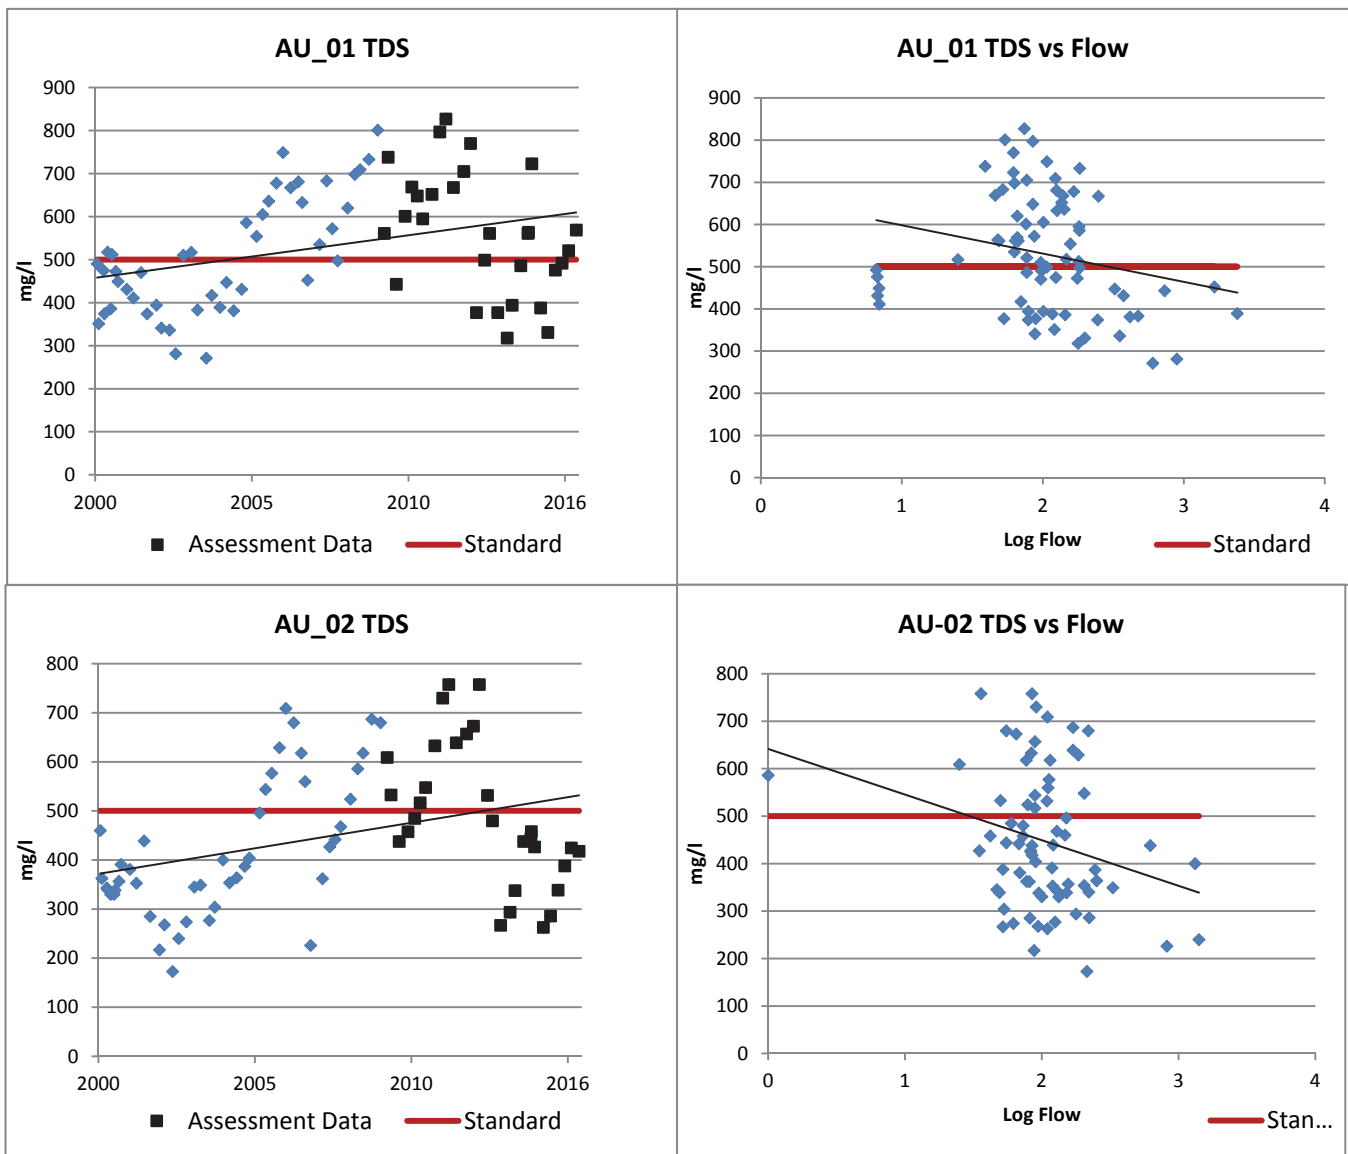 AU_01 TDS
900
800
700
600
500
400
300
200
100
0
mg/l
2000 2005 2010 2016
Assessment Data Standard
AU_01 TDS vs Flow
900
800
700
600
500
400
300
200
100
0
mg/l
0 1 2 3 4
Log Flow
Standard
AU_02 TDS
800
700
600
500
400
300
200
100
0
mg/l
2000 2005 2010 2016
Assessment Data Standard
AU-02 TDS vs Flow
800
700
600
500
400
300
200
100
0
mg/l
0 1 2 3 4
Log Flow
Stan...